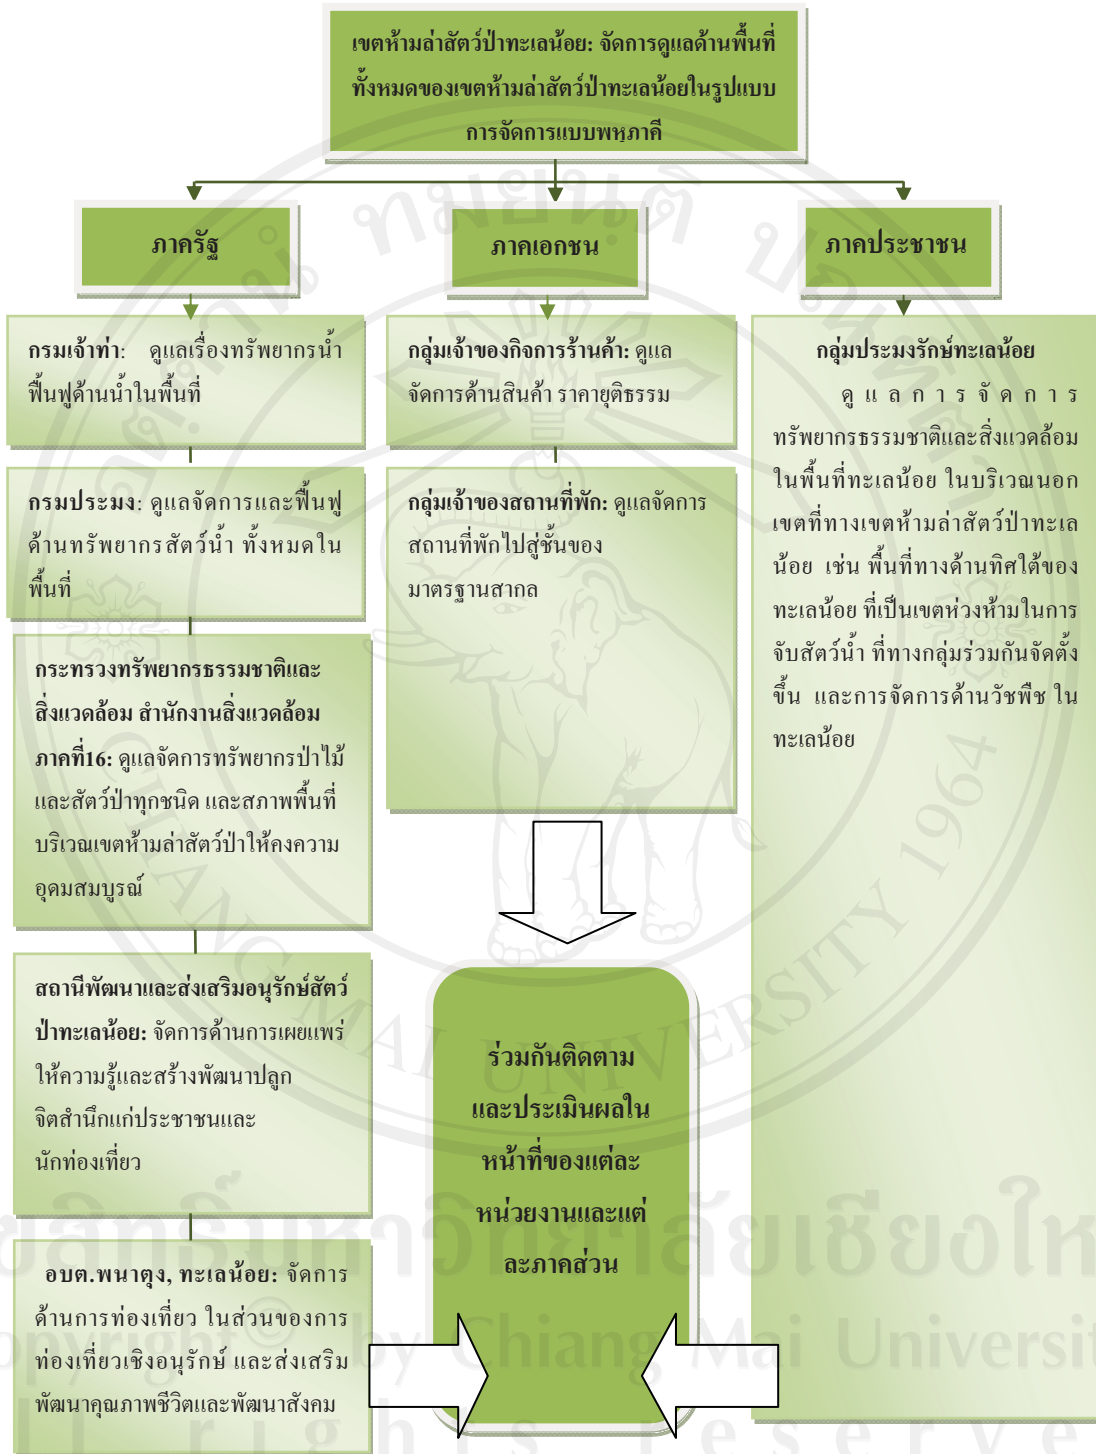 เขตห้ามล่าสัตว์ป่าทะเลน้อย: จัดการดูแลด้านพื้นที่
ทั้งหมดของเขตห้ามล่าสัตว์ป่าทะเลน้อยในรูปแบบ
การจัดการแบบพหุภาคี
ภาครัฐ
ภาคเอกชน
ภาคประชาชน
กรมเจ้าท่า: ดูแลเรื่องทรัพยากรน้ำ
ฟื้นฟูด้านน้ำในพื้นที่
กรมประมง: ดูแลจัดการและฟื้นฟู
ด้านทรัพยากรสัตว์น้ำ ทั้งหมดใน
พื้นที่
กระทรวงทรัพยากรธรรมชาติและ
สิ่งแวดล้อม สำนักงานสิ่งแวดล้อม
ภาคที่16: ดูแลจัดการทรัพยากรป่าไม้
และสัตว์ป่าทุกชนิด และสภาพพื้นที่
บริเวณเขตห้ามล่าสัตว์ป่าให้คงความ
อุดมสมบูรณ์
สถานีพัฒนาและส่งเสริมอนุรักษ์สัตว์
ป่าทะเลน้อย: จัดการด้านการเผยแพร่
ให้ความรู้และสร้างพัฒนาปลูก
จิตสำนึกแก่ประชาชนและ
นักท่องเที่ยว
อบต.พนาตุง, ทะเลน้อย: จัดการ
ด้านการท่องเที่ยว ในส่วนของการ
ท่องเที่ยวเชิงอนุรักษ์ และส่งเสริม
พัฒนาคุณภาพชีวิตและพัฒนาสังคม
กลุ่มเจ้าของกิจการร้านค้า: ดูแล
จัดการด้านสินค้า ราคายุติธรรม
กลุ่มเจ้าของสถานที่พัก: ดูแลจัดการ
สถานที่พักไปสู่ชั้นของ
มาตรฐานสากล
กลุ่มประมงรักษ์ทะเลน้อย
ดูแลการจัดการ
ทรัพยากรธรรมชาติและสิ่งแวดล้อม
ในพื้นที่ทะเลน้อย ในบริเวณนอก
เขตที่ทางเขตห้ามล่าสัตว์ป่าทะเล
น้อย เช่น พื้นที่ทางด้านทิศใต้ของ
ทะเลน้อย ที่เป็นเขตห่วงห้ามในการ
จับสัตว์น้ำ ที่ทางกลุ่มร่วมกันจัดตั้ง
ขึ้น และการจัดการด้านวัชพืช ใน
ทะเลน้อย
ร่วมกันติดตาม
และประเมินผลใน
หน้าที่ของแต่ละ
หน่วยงานและแต่
ละภาคส่วน
CHIANG MAI UNIVERSITY 1964
สิทธิ์มหาวิทยาลัยเชียงให
opyright © by Chiang Mai Universit
rights reserve